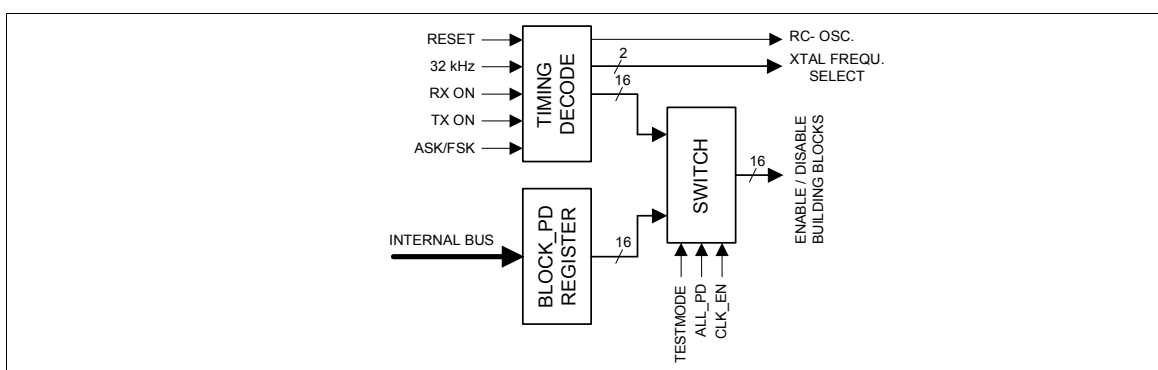 RESET
32 kHz
RX ON
TX ON
ASK/FSK
TIMING
DECODE
RC- OSC.
2
XTAL FREQU.
SELECT
16
SWITCH
16
ENABLE / DISABLE
BUILDING BLOCKS
INTERNAL BUS
BLOCK_PD
REGISTER
16
TESTMODE
ALL_PD
CLK_EN